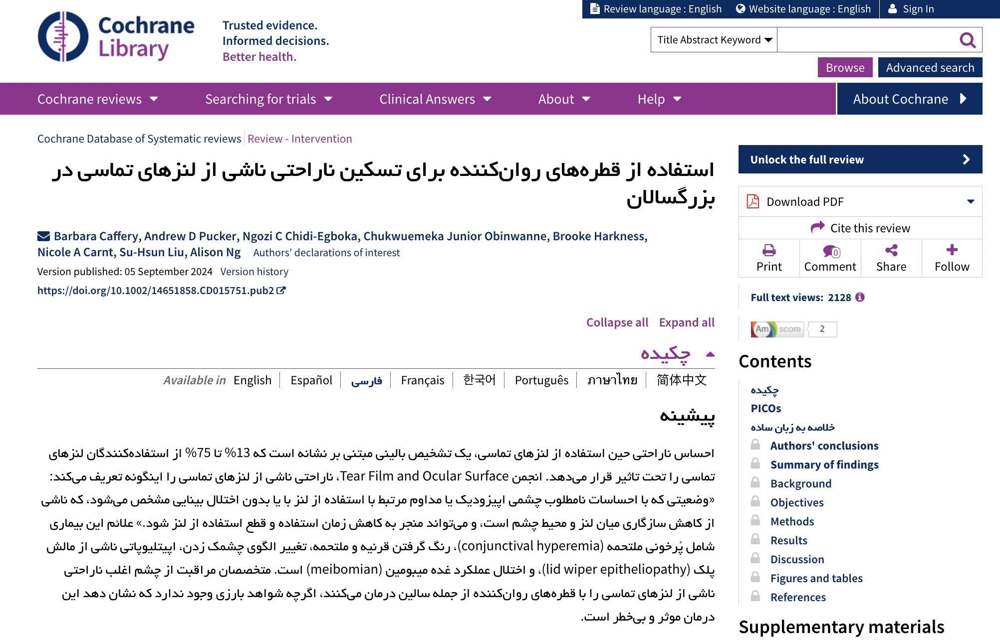 Review language : English
Website language : English
Sign In
Cochrane
Library
Trusted evidence.
Informed decisions.
Better health.
Title Abstract Keyword
Browse
Advanced search
Cochrane reviews
Searching for trials
Clinical Answers
About
Help
About Cochrane
Cochrane Database of Systematic reviews
Review - Intervention
استفاده از قطره‌های روان‌کننده برای تسکین ناراحتی ناشی از لنزهای تماسی در
بزرگسالان
Barbara Caffery, Andrew D Pucker, Ngozi C Chidi-Egboka, Chukwuemeka Junior Obinwanne, Brooke Harkness,
Nicole A Carnt, Su-Hsun Liu, Alison Ng Authors' declarations of interest
Version published: 05 September 2024 Version history
https://doi.org/10.1002/14651858.CD015751.pub2
Collapse all Expand all
چکیده
Available in English Español فارسی Français 한국어 Português ภาษาไทย 简体中文
پیشینه
احساس ناراحتی حین استفاده از لنزهای تماسی، یک تشخیص بالینی مبتنی بر نشانه است که 13% تا 75% از استفاده‌کنندگان لنزهای
تماسی را تحت تاثیر قرار می‌دهد. انجمن Tear Film and Ocular Surface، ناراحتی ناشی از لنزهای تماسی را اینگونه تعریف می‌کند:
«وضعیتی که با احساسات نامطلوب چشمی اپیزودیک یا مداوم مرتبط با استفاده از لنز با یا بدون اختلال بینایی مشخص می‌شود، که ناشی
از کاهش سازگاری میان لنز و محیط چشم است، و می‌تواند منجر به کاهش زمان استفاده و قطع استفاده از لنز شود.» علائم این بیماری
شامل پُرخونی ملتحمه (conjunctival hyperemia)، رنگ گرفتن قرنیه و ملتحمه، تغییر الگوی چشمک زدن، اپیتلیوپاتی ناشی از مالش
پلک (lid wiper epitheliopathy)، و اختلال عملکرد غده میبومین (meibomian) است. متخصصان مراقبت از چشم اغلب ناراحتی
ناشی از لنزهای تماسی را با قطره‌های روان‌کننده از جمله سالین درمان می‌کنند، اگرچه شواهد بارزی وجود ندارد که نشان دهد این
درمان موثر و بی‌خطر است.
Unlock the full review
Download PDF
Cite this review
Print
Comment
0
Share
Follow
Full text views: 2128
Am score 2
Contents
چکیده
PICOs
خلاصه به زبان ساده
Authors' conclusions
Summary of findings
Background
Objectives
Methods
Results
Discussion
Figures and tables
References
Supplementary materials